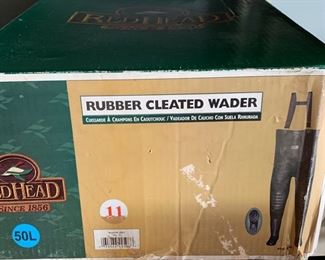 REDHEAD
RUBBER CLEATED WADER
CUISSARDE À CRAMPONS EN CAOUTCHOUC / VADEADOR DE CAUCHO CON SUELA RANURADA
REDHEAD
SINCE 1856
11
50L